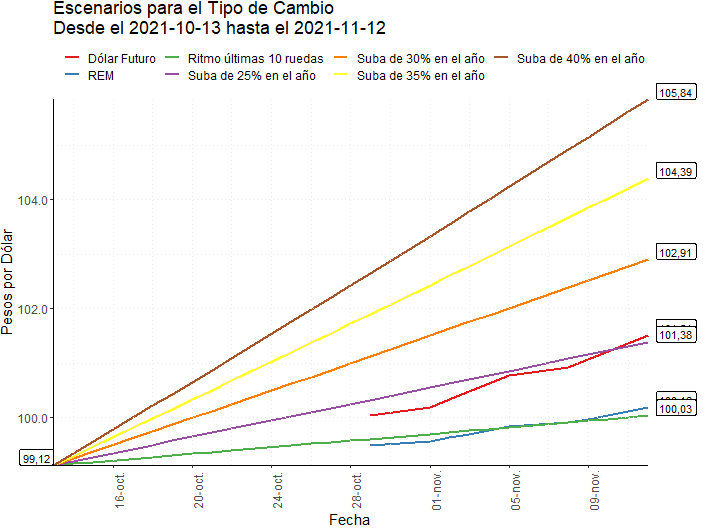 Escenarios para el Tipo de Cambio
Desde el 2021-10-13 hasta el 2021-11-12
Dólar Futuro
Ritmo últimas 10 ruedas
Suba de 30% en el año
Suba de 40% en el año
REM
Suba de 25% en el año
Suba de 35% en el año
105,84
104,39
104.0
102,91
Pesos por Dólar
102.0
101,38
100,03
100.0
99,12
16-oct.
20-oct.
24-oct.
28-oct.
01-nov.
05-nov.
09-nov.
Fecha